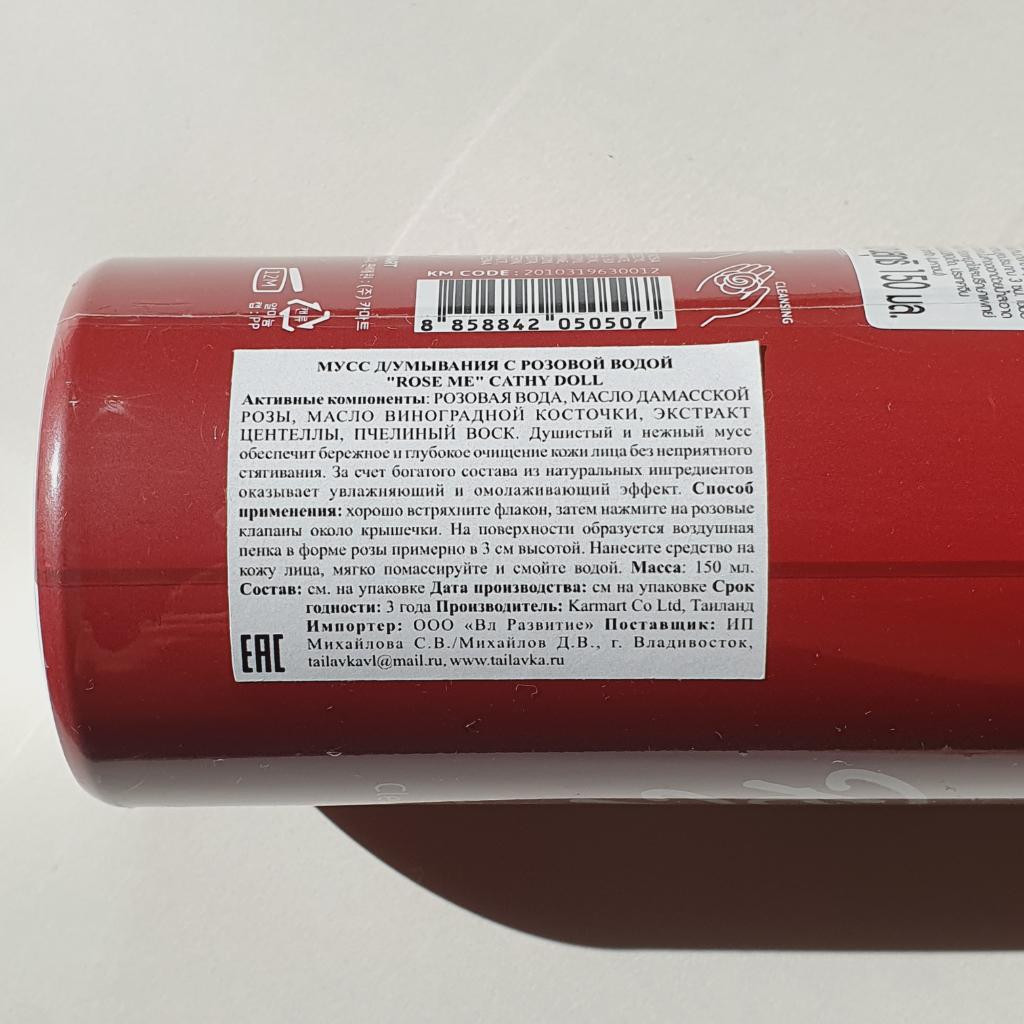 KM CODE : 2010319630012
8 858842 050507
CLEANSING
12M
캡 : PP
МУСС Д/УМЫВАНИЯ С РОЗОВОЙ ВОДОЙ
"ROSE ME" CATHY DOLL
Активные компоненты: РОЗОВАЯ ВОДА, МАСЛО ДАМАССКОЙ
РОЗЫ, МАСЛО ВИНОГРАДНОЙ КОСТОЧКИ, ЭКСТРАКТ
ЦЕНТЕЛЛЫ, ПЧЕЛИНЫЙ ВОСК. Душистый и нежный мусс
обеспечит бережное и глубокое очищение кожи лица без неприятного
стягивания. За счет богатого состава из натуральных ингредиентов
оказывает увлажняющий и омолаживающий эффект. Способ
применения: хорошо встряхните флакон, затем нажмите на розовые
клапаны около крышечки. На поверхности образуется воздушная
пенка в форме розы примерно в 3 см высотой. Нанесите средство на
кожу лица, мягко помассируйте и смойте водой. Масса: 150 мл.
Состав: см. на упаковке Дата производства: см на упаковке Срок
годности: 3 года Производитель: Karmart Co Ltd, Таиланд
Импортер: ООО «Вл Развитие» Поставщик: ИП
Михайлова С.В./Михайлов Д.В., г. Владивосток,
tailavkavl@mail.ru, www.tailavka.ru
EAC
150 มล.